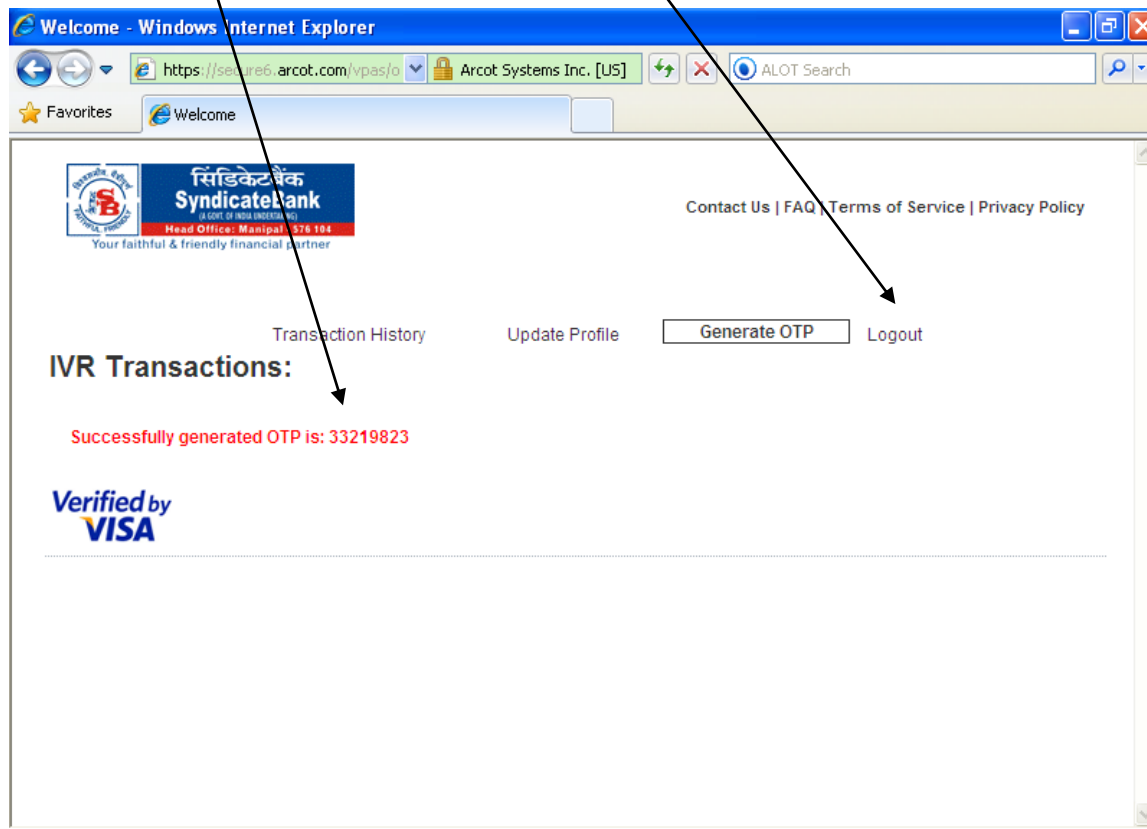 Welcome - Windows Internet Explorer
https://secure6.arcot.com/vpas/o Arcot Systems Inc. [US] ALOT Search
Favorites Welcome
सिंडिकेटबैंक
SyndicateBank
(A GOVT. OF INDIA UNDERTAKING)
Head Office: Manipal - 576 104
Your faithful & friendly financial partner
Contact Us | FAQ | Terms of Service | Privacy Policy
Transaction History Update Profile Generate OTP Logout
IVR Transactions:
Successfully generated OTP is: 33219823
Verified by
VISA